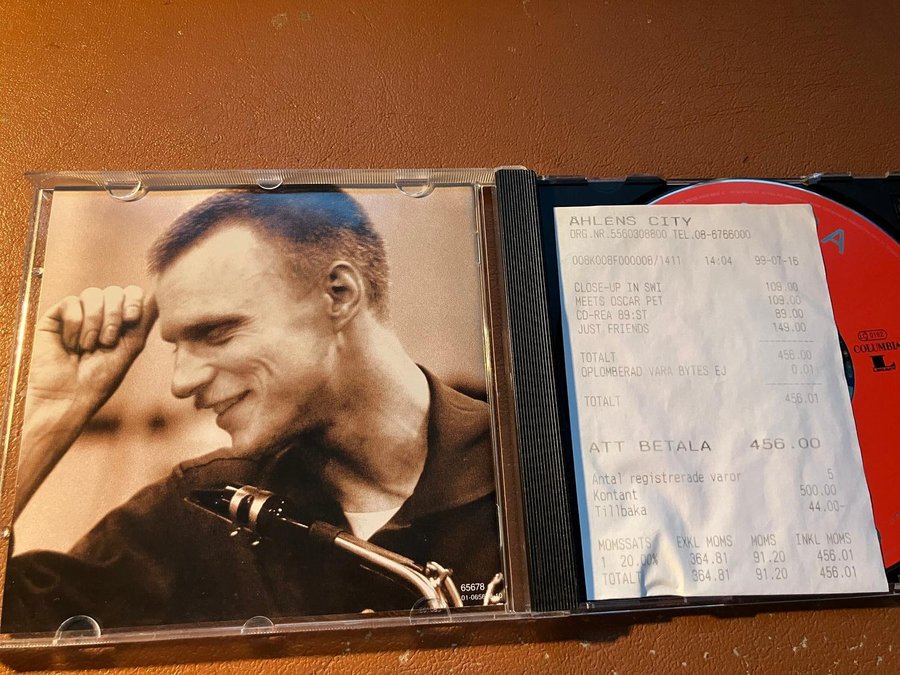 65678
ÅHLENS CITY
ORG.NR.5560308800 TEL.08-6766000
008K008F000008/1411 14:04 99-07-16
CLOSE-UP IN SWI 109.00
MEETS OSCAR PET 109.00
CD-REA 89:ST 89.00
JUST FRIENDS 149.00
TOTALT 456.00
OPLOMBERAD VARA BYTES EJ 0.01
TOTALT 456.01
ATT BETALA 456.00
Antal registrerade varor 5
Kontant 500.00
Tillbaka 44.00-
MOMSSATS EXKL MOMS MOMS INKL MOMS
1 20.00% 364.81 91.20 456.01
TOTALT 364.81 91.20 456.01
A
LC 0162
COLUMBIA